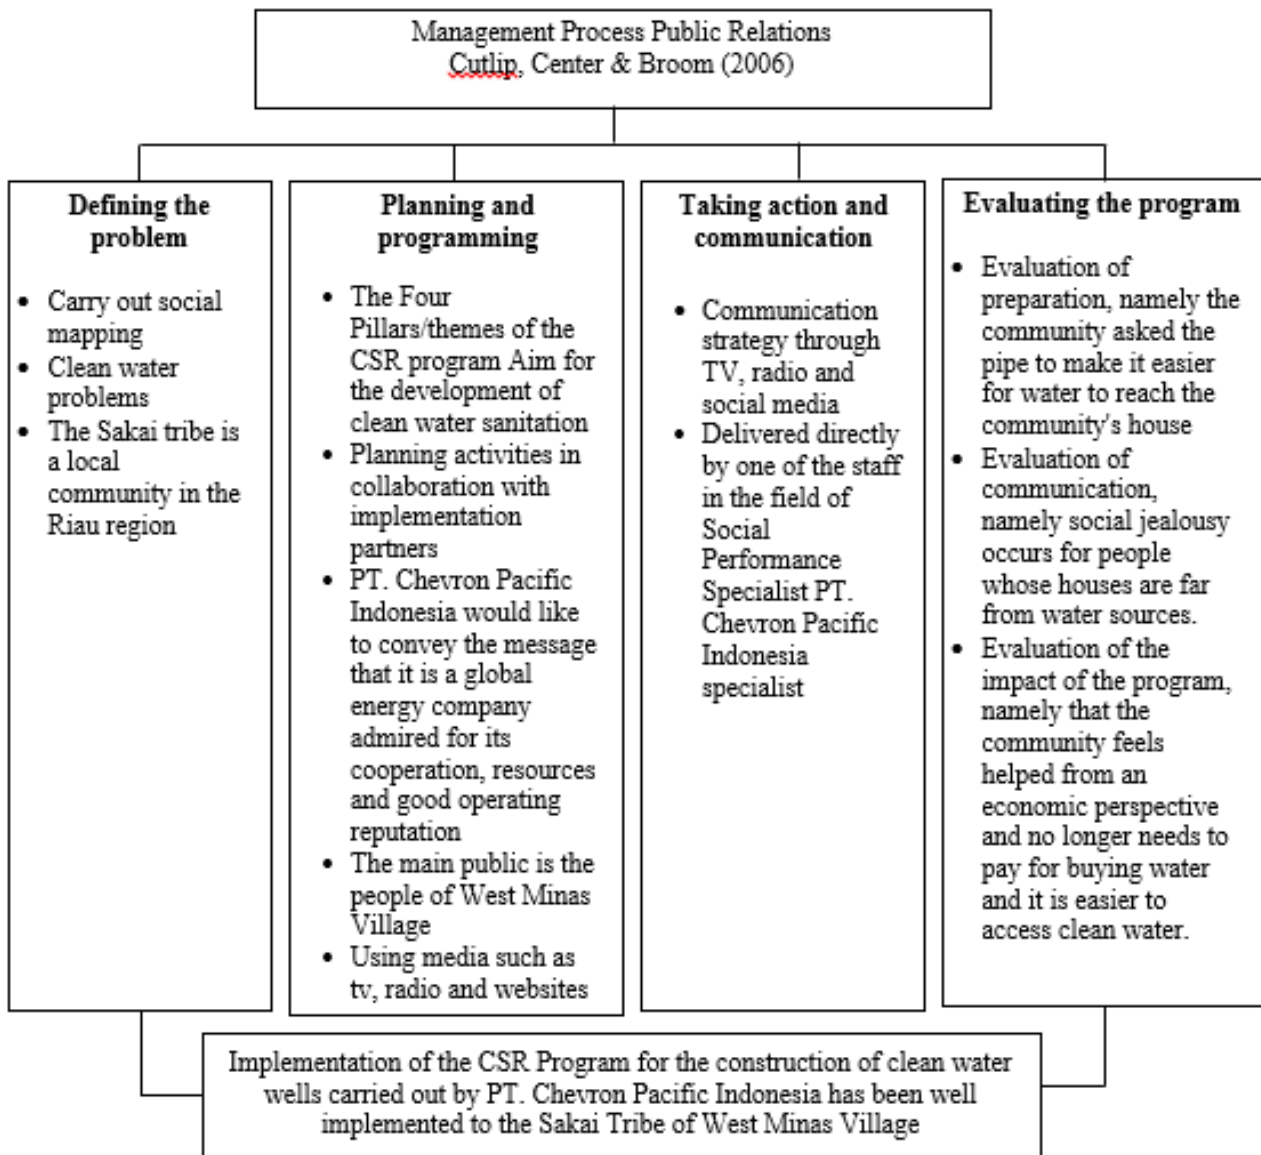 Management Process Public Relations
Cutlip, Center & Broom (2006)
Defining the
problem
• Carry out social
mapping
• Clean water
problems
• The Sakai tribe is
a local
community in the
Riau region
Planning and
programming
• The Four
Pillars/themes of the
CSR program Aim for
the development of
clean water sanitation
• Planning activities in
collaboration with
implementation
partners
• PT. Chevron Pacific
Indonesia would like
to convey the message
that it is a global
energy company
admired for its
cooperation, resources
and good operating
reputation
• The main public is the
people of West Minas
Village
• Using media such as
tv, radio and websites
Taking action and
communication
• Communication
strategy through
TV, radio and
social media
• Delivered directly
by one of the staff
in the field of
Social
Performance
Specialist PT.
Chevron Pacific
Indonesia
specialist
Evaluating the program
• Evaluation of
preparation, namely the
community asked the
pipe to make it easier
for water to reach the
community's house
• Evaluation of
communication,
namely social jealousy
occurs for people
whose houses are far
from water sources.
• Evaluation of the
impact of the program,
namely that the
community feels
helped from an
economic perspective
and no longer needs to
pay for buying water
and it is easier to
access clean water.
Implementation of the CSR Program for the construction of clean water
wells carried out by PT. Chevron Pacific Indonesia has been well
implemented to the Sakai Tribe of West Minas Village